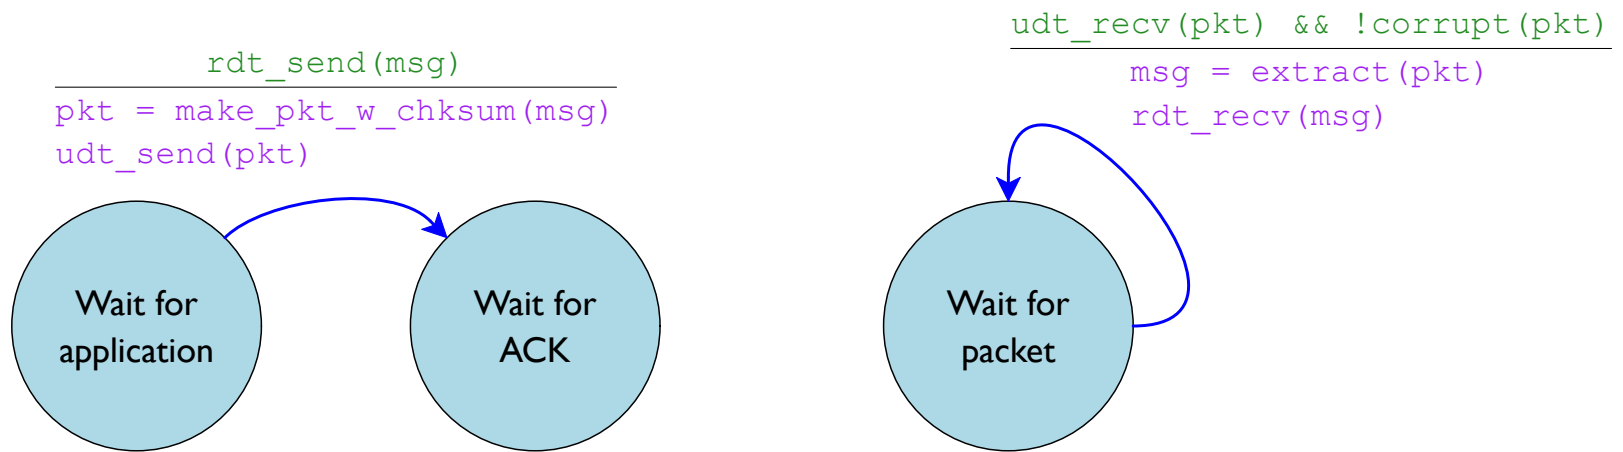 rdt_send(msg)
pkt = make_pkt_w_chksum(msg)
udt_send(pkt)
Wait for
application
Wait for
ACK
udt_recv(pkt) && !corrupt(pkt)
msg = extract(pkt)
rdt_recv(msg)
Wait for
packet